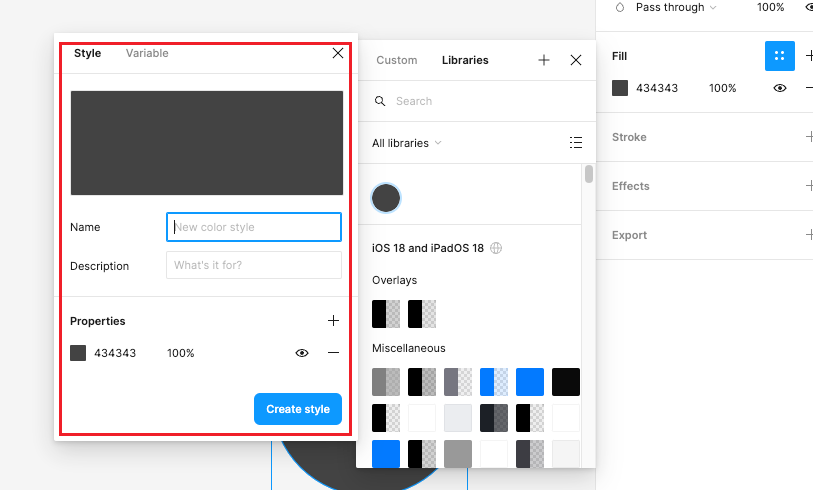 Style
Variable
Name
New color style
Description
What's it for?
Properties
434343
100%
Create style
Custom
Libraries
Search
All libraries
iOS 18 and iPadOS 18
Overlays
Miscellaneous
Pass through
100%
Fill
434343
100%
Stroke
Effects
Export